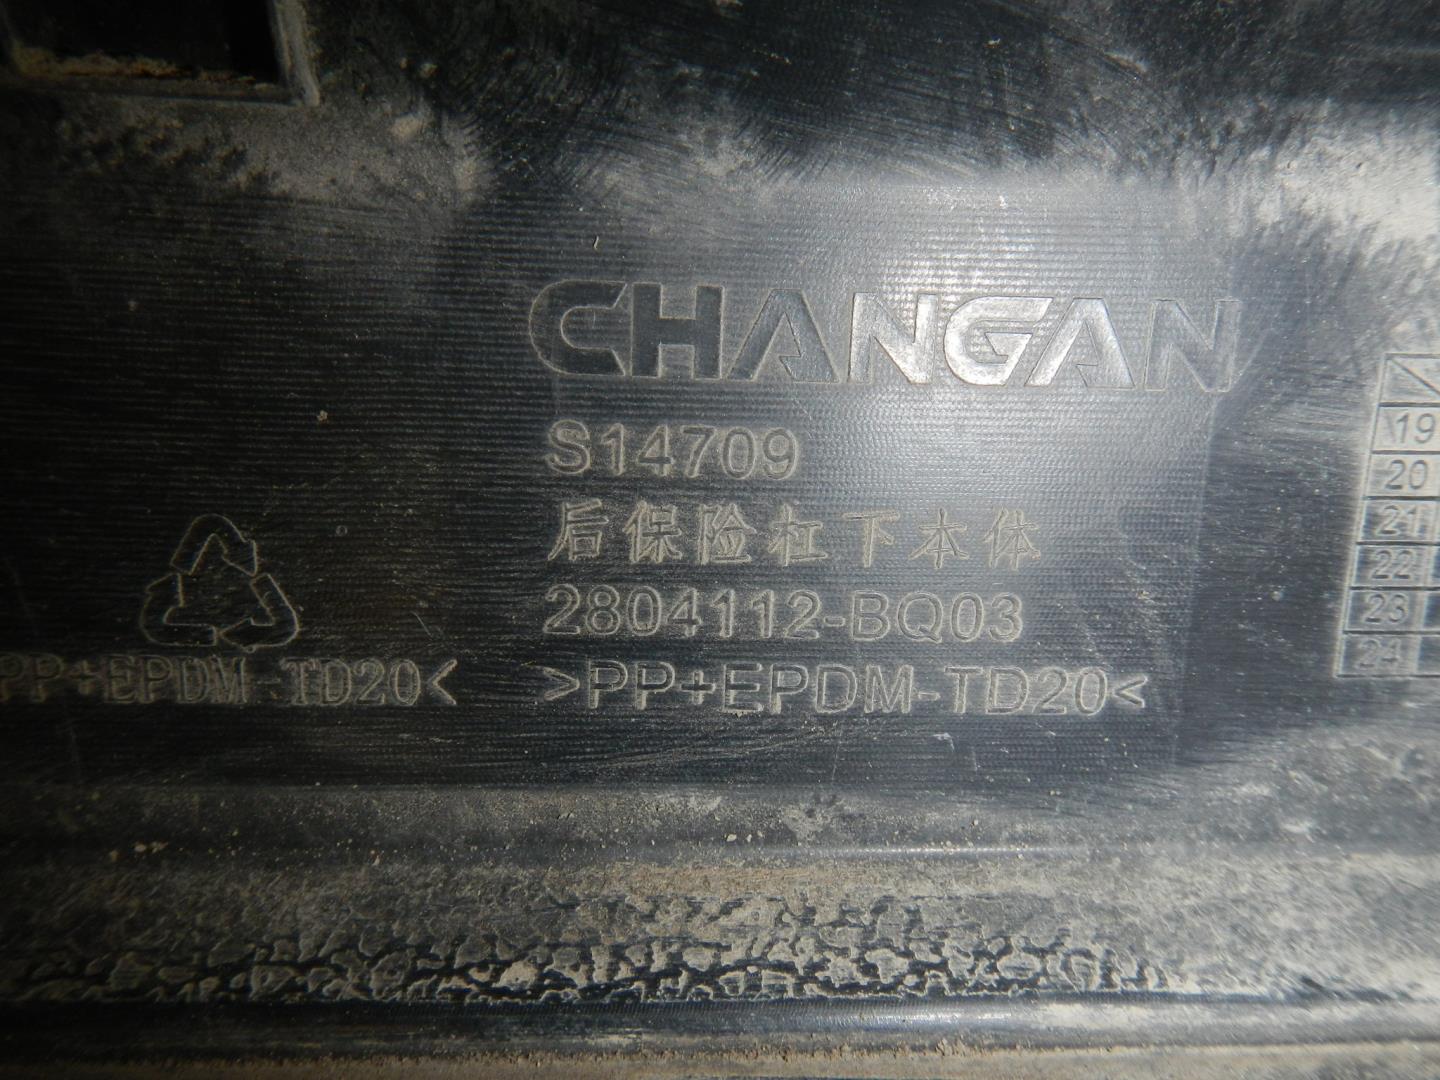 CHANGAN
S14709
后保险杠下本体
2804112-BQ03
>PP+EPDM-TD20<
PP+EPDM-TD20<
19
20
21
22
23
24